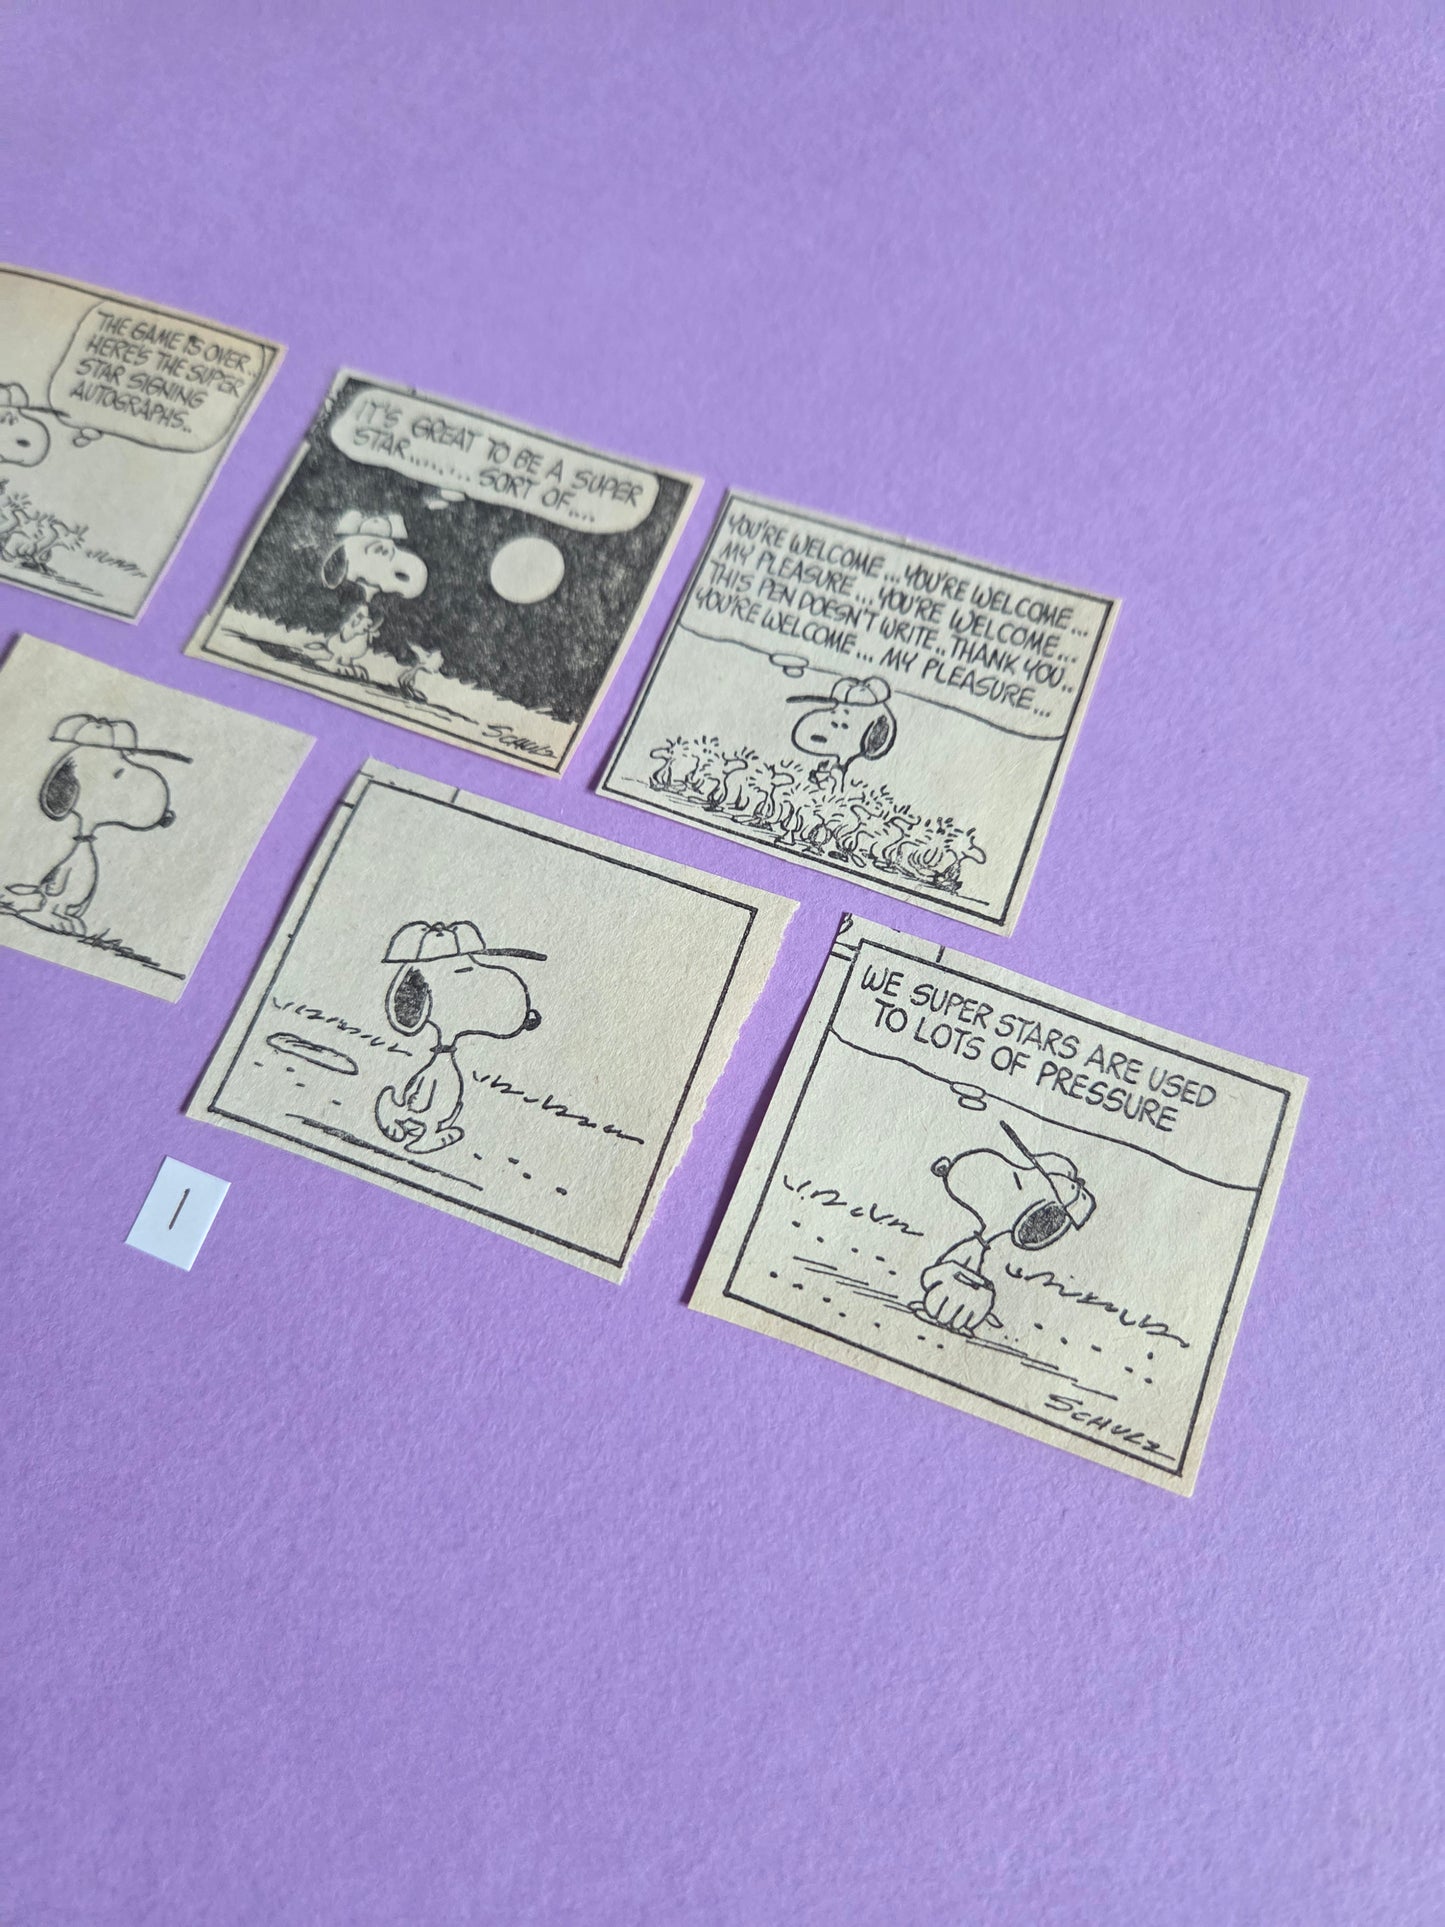 THE GAME IS OVER..
HERE'S THE SUPER
STAR SIGNING
AUTOGRAPHS..
IT'S GREAT TO BE A SUPER
STAR....... SORT OF....
SCHULZ
YOU'RE WELCOME...YOU'RE WELCOME...
MY PLEASURE...YOU'RE WELCOME...
THIS PEN DOESN'T WRITE.. THANK YOU..
YOU'RE WELCOME... MY PLEASURE...
WE SUPER STARS ARE USED
TO LOTS OF PRESSURE
SCHULZ
1